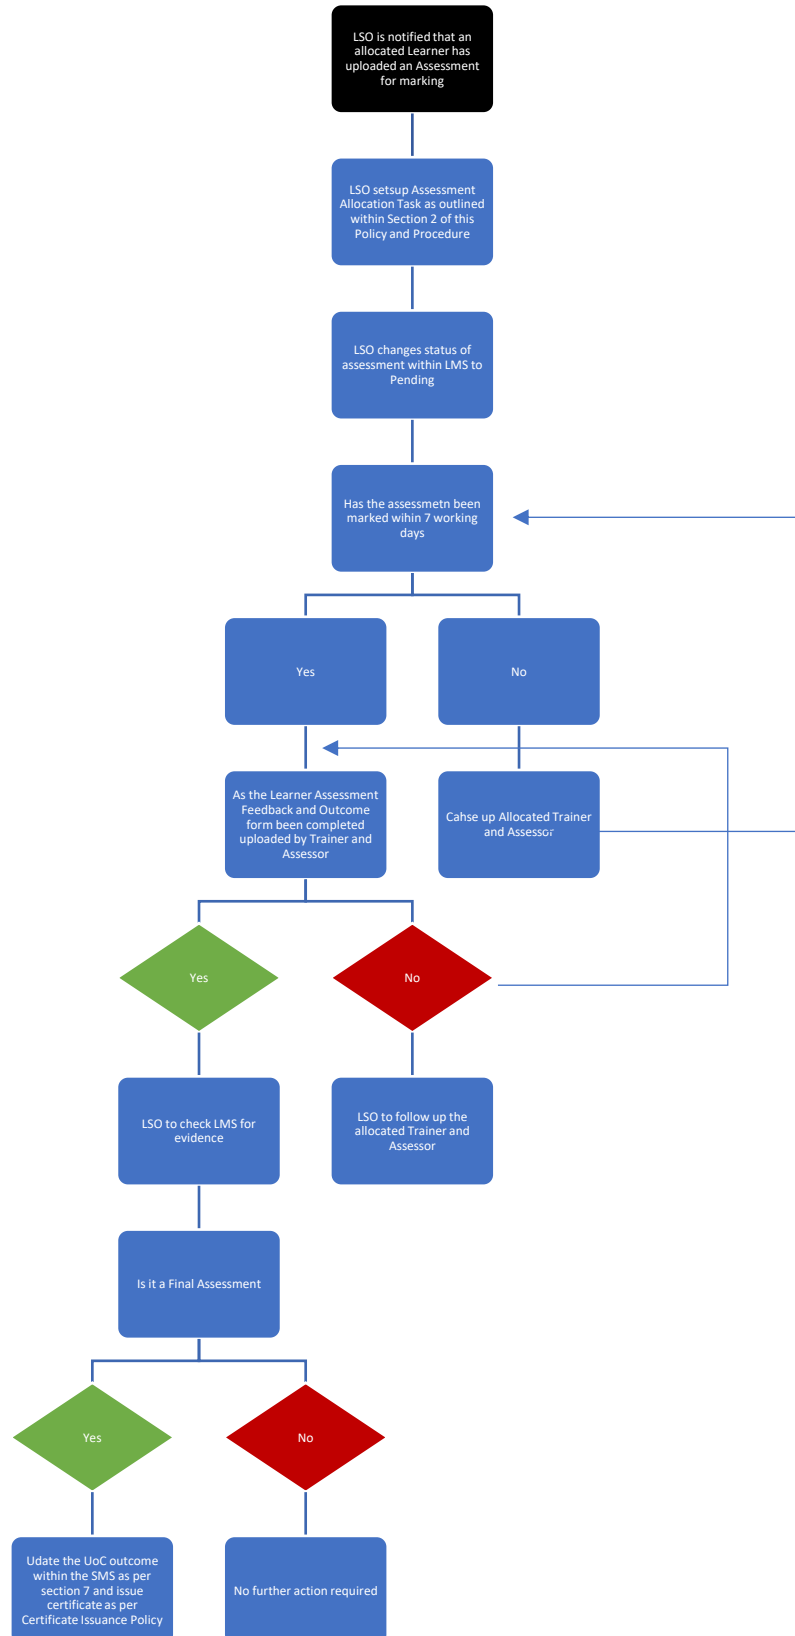 LSO is notified that an
allocated Learner has
uploaded an Assessment
for marking
LSO setsup Assessment
Allocation Task as outlined
within Section 2 of this
Policy and Procedure
LSO changes status of
assessment within LMS to
Pending
Has the assessmetn been
marked wihin 7 working
days
Yes
No
As the Learner Assessment
Feedback and Outcome
form been completed
uploaded by Trainer and
Assessor
Cahse up Allocated Trainer
and Assessor
Yes
No
LSO to check LMS for
evidence
LSO to follow up the
allocated Trainer and
Assessor
Is it a Final Assessment
Yes
No
Udate the UoC outcome
within the SMS as per
section 7 and issue
certificate as per
Certificate Issuance Policy
No further action required